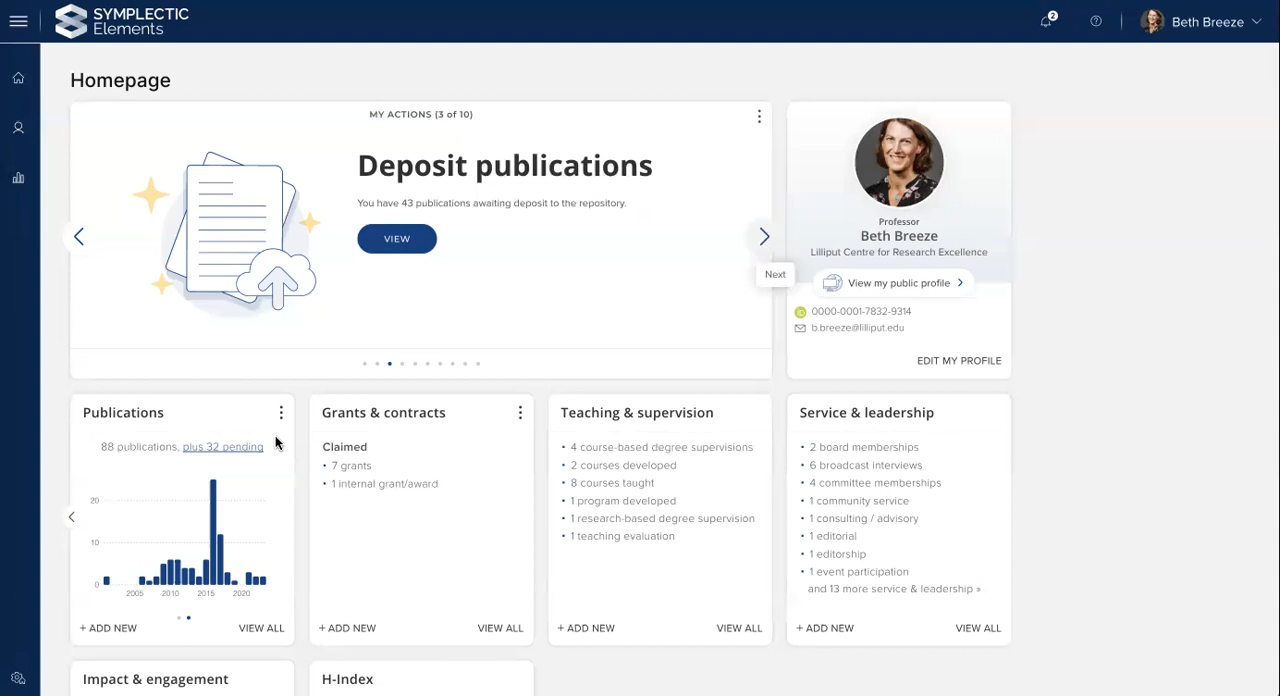 SYMPLECTIC
Elements
2
Beth Breeze
Homepage
MY ACTIONS (3 of 10)
Deposit publications
You have 43 publications awaiting deposit to the repository.
VIEW
Next
Professor
Beth Breeze
Lilliput Centre for Research Excellence
View my public profile
0000-0001-7832-9314
b.breeze@lilliput.edu
EDIT MY PROFILE
Publications
88 publications, plus 32 pending
20
10
0
2005 2010 2015 2020
+ ADD NEW VIEW ALL
Grants & contracts
Claimed
• 7 grants
• 1 internal grant/award
+ ADD NEW VIEW ALL
Teaching & supervision
• 4 course-based degree supervisions
• 2 courses developed
• 8 courses taught
• 1 program developed
• 1 research-based degree supervision
• 1 teaching evaluation
+ ADD NEW VIEW ALL
Service & leadership
• 2 board memberships
• 6 broadcast interviews
• 4 committee memberships
• 1 community service
• 1 consulting / advisory
• 1 editorial
• 1 editorship
• 1 event participation
and 13 more service & leadership »
+ ADD NEW VIEW ALL
Impact & engagement
H-Index